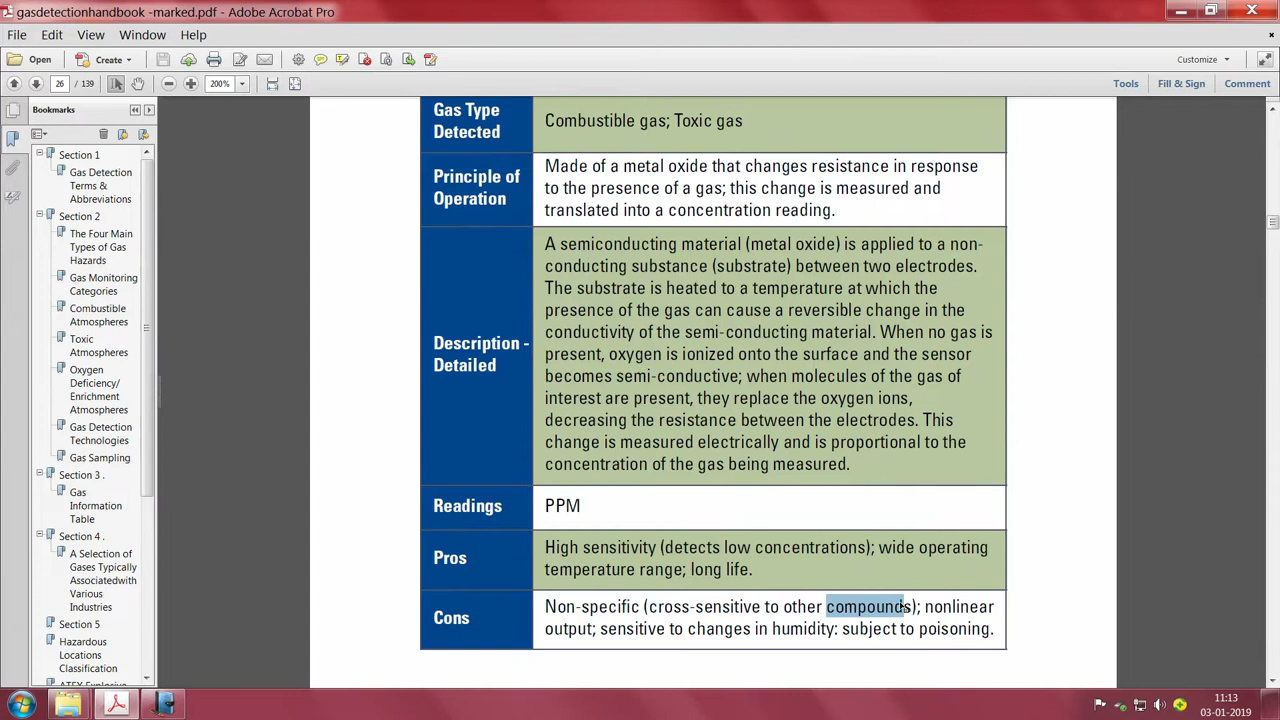 gasdetectionhandbook -marked.pdf - Adobe Acrobat Pro
File Edit View Window Help
Open Create Customize
26 / 139 200% Tools Fill & Sign Comment
Bookmarks
Section 1
Gas Detection
Terms &
Abbreviations
Section 2
The Four Main
Types of Gas
Hazards
Gas Monitoring
Categories
Combustible
Atmospheres
Toxic
Atmospheres
Oxygen
Deficiency/
Enrichment
Atmospheres
Gas Detection
Technologies
Gas Sampling
Section 3 .
Gas
Information
Table
Section 4 .
A Selection of
Gases Typically
Associatedwith
Various
Industries
Section 5
Hazardous
Locations
Classification
ATEX Explosive
Gas Type
Detected
Combustible gas; Toxic gas
Principle of
Operation
Made of a metal oxide that changes resistance in response
to the presence of a gas; this change is measured and
translated into a concentration reading.
Description -
Detailed
A semiconducting material (metal oxide) is applied to a non-
conducting substance (substrate) between two electrodes.
The substrate is heated to a temperature at which the
presence of the gas can cause a reversible change in the
conductivity of the semi-conducting material. When no gas is
present, oxygen is ionized onto the surface and the sensor
becomes semi-conductive; when molecules of the gas of
interest are present, they replace the oxygen ions,
decreasing the resistance between the electrodes. This
change is measured electrically and is proportional to the
concentration of the gas being measured.
Readings
PPM
Pros
High sensitivity (detects low concentrations); wide operating
temperature range; long life.
Cons
Non-specific (cross-sensitive to other compounds); nonlinear
output; sensitive to changes in humidity: subject to poisoning.
11:13
03-01-2019